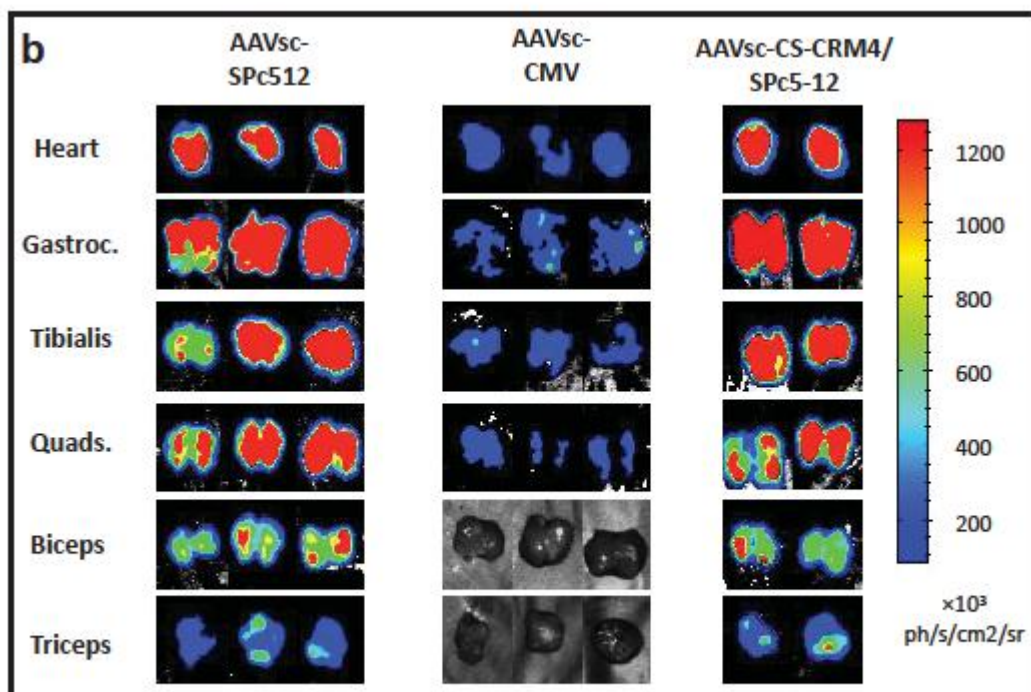 b
AAVsc-
SPc512
AAVsc-
CMV
AAVsc-CS-CRM4/
SPc5-12
Heart
Gastroc.
Tibialis
Quads.
Biceps
Triceps
1200
1000
800
600
400
200
×10³
ph/s/cm2/sr